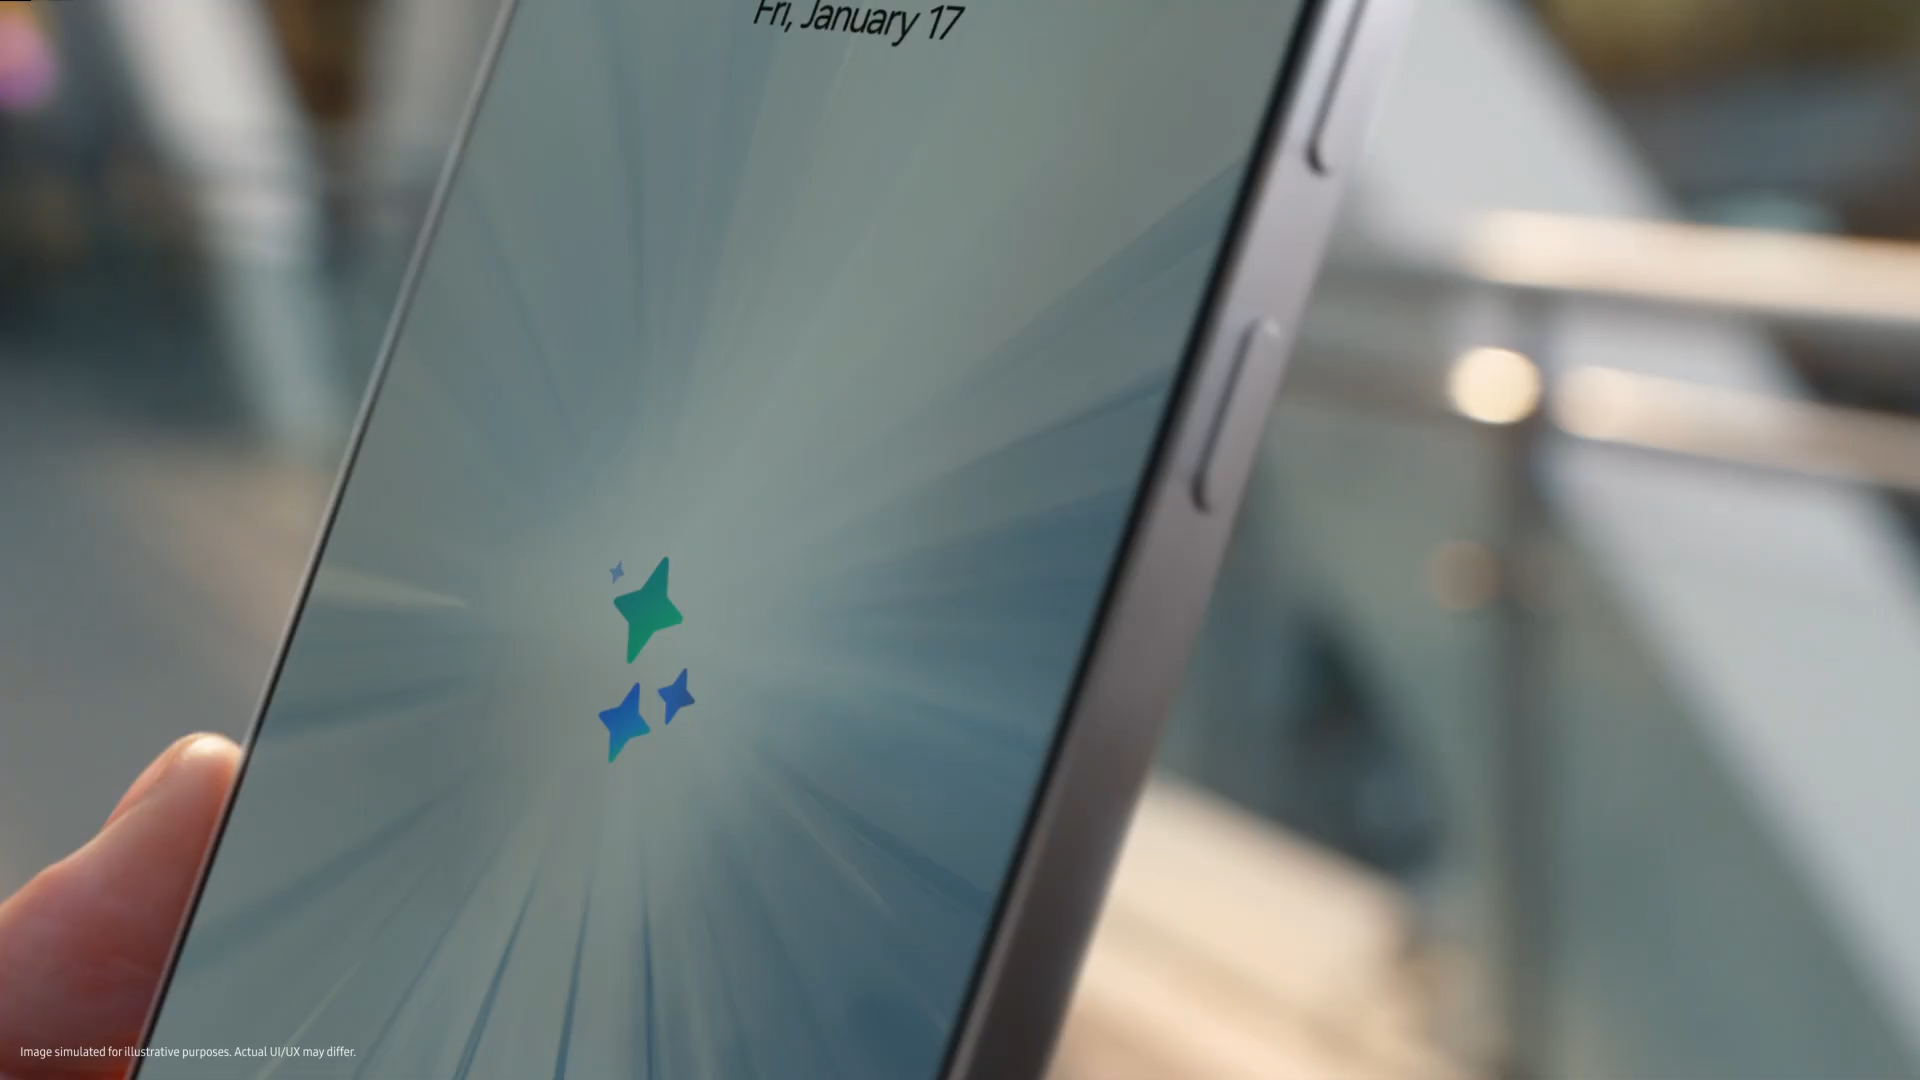 Fri, January 17
Image simulated for illustrative purposes. Actual UI/UX may differ.